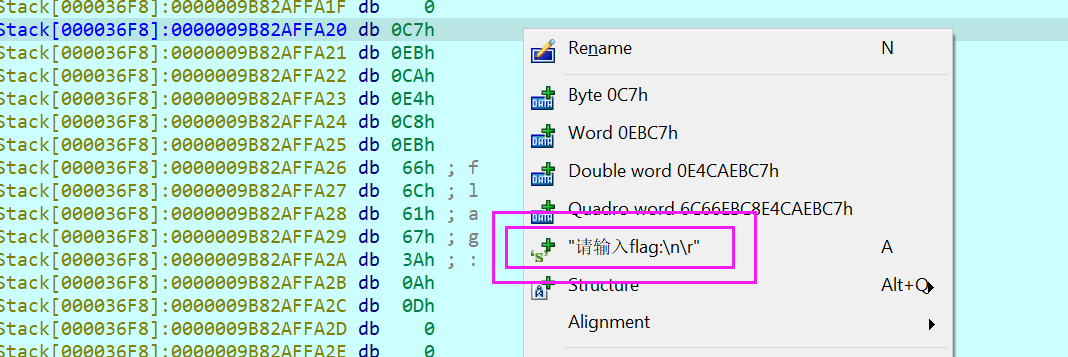 Stack[000036F8]:0000009B82AFFA1F db 0
Stack[000036F8]:0000009B82AFFA20 db 0C7h
Stack[000036F8]:0000009B82AFFA21 db 0EBh
Stack[000036F8]:0000009B82AFFA22 db 0CAh
Stack[000036F8]:0000009B82AFFA23 db 0E4h
Stack[000036F8]:0000009B82AFFA24 db 0C8h
Stack[000036F8]:0000009B82AFFA25 db 0EBh
Stack[000036F8]:0000009B82AFFA26 db 66h ; f
Stack[000036F8]:0000009B82AFFA27 db 6Ch ; l
Stack[000036F8]:0000009B82AFFA28 db 61h ; a
Stack[000036F8]:0000009B82AFFA29 db 67h ; g
Stack[000036F8]:0000009B82AFFA2A db 3Ah ; :
Stack[000036F8]:0000009B82AFFA2B db 0Ah
Stack[000036F8]:0000009B82AFFA2C db 0Dh
Stack[000036F8]:0000009B82AFFA2D db 0
Stack[000036F8]:0000009B82AFFA2E db 0
Rename N
DATA Byte 0C7h
DATA Word 0EBC7h
DATA Double word 0E4CAEBC7h
DATA Quadro word 6C66EBC8E4CAEBC7h
's' "请输入flag:\n\r" A
Structure Alt+Q
Alignment